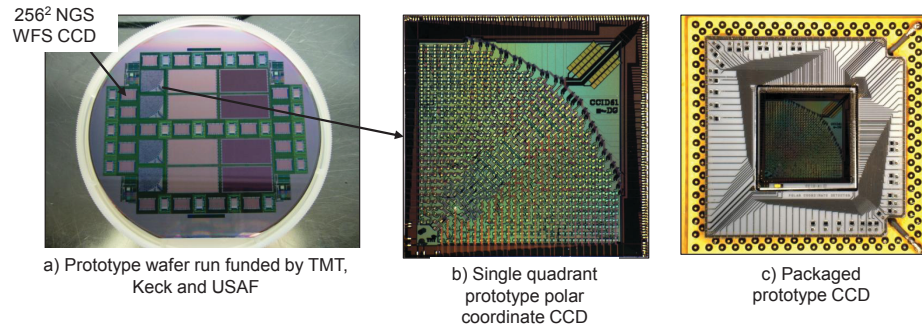 256² NGS
WFS CCD
CCID61
a) Prototype wafer run funded by TMT,
Keck and USAF
b) Single quadrant
prototype polar
coordinate CCD
c) Packaged
prototype CCD